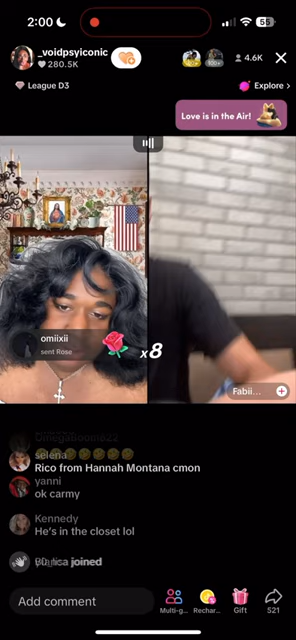 2:00
55
_voidpsyiconic
280.5K
100+
4.6K
League D3
Explore >
Love is in the Air!
omiixii
sent Rose
x8
Fabii...
selena
Rico from Hannah Montana cmon
yanni
ok carmy
Kennedy
He's in the closet lol
joined
Add comment
Multi-g...
Rechar...
Gift
521